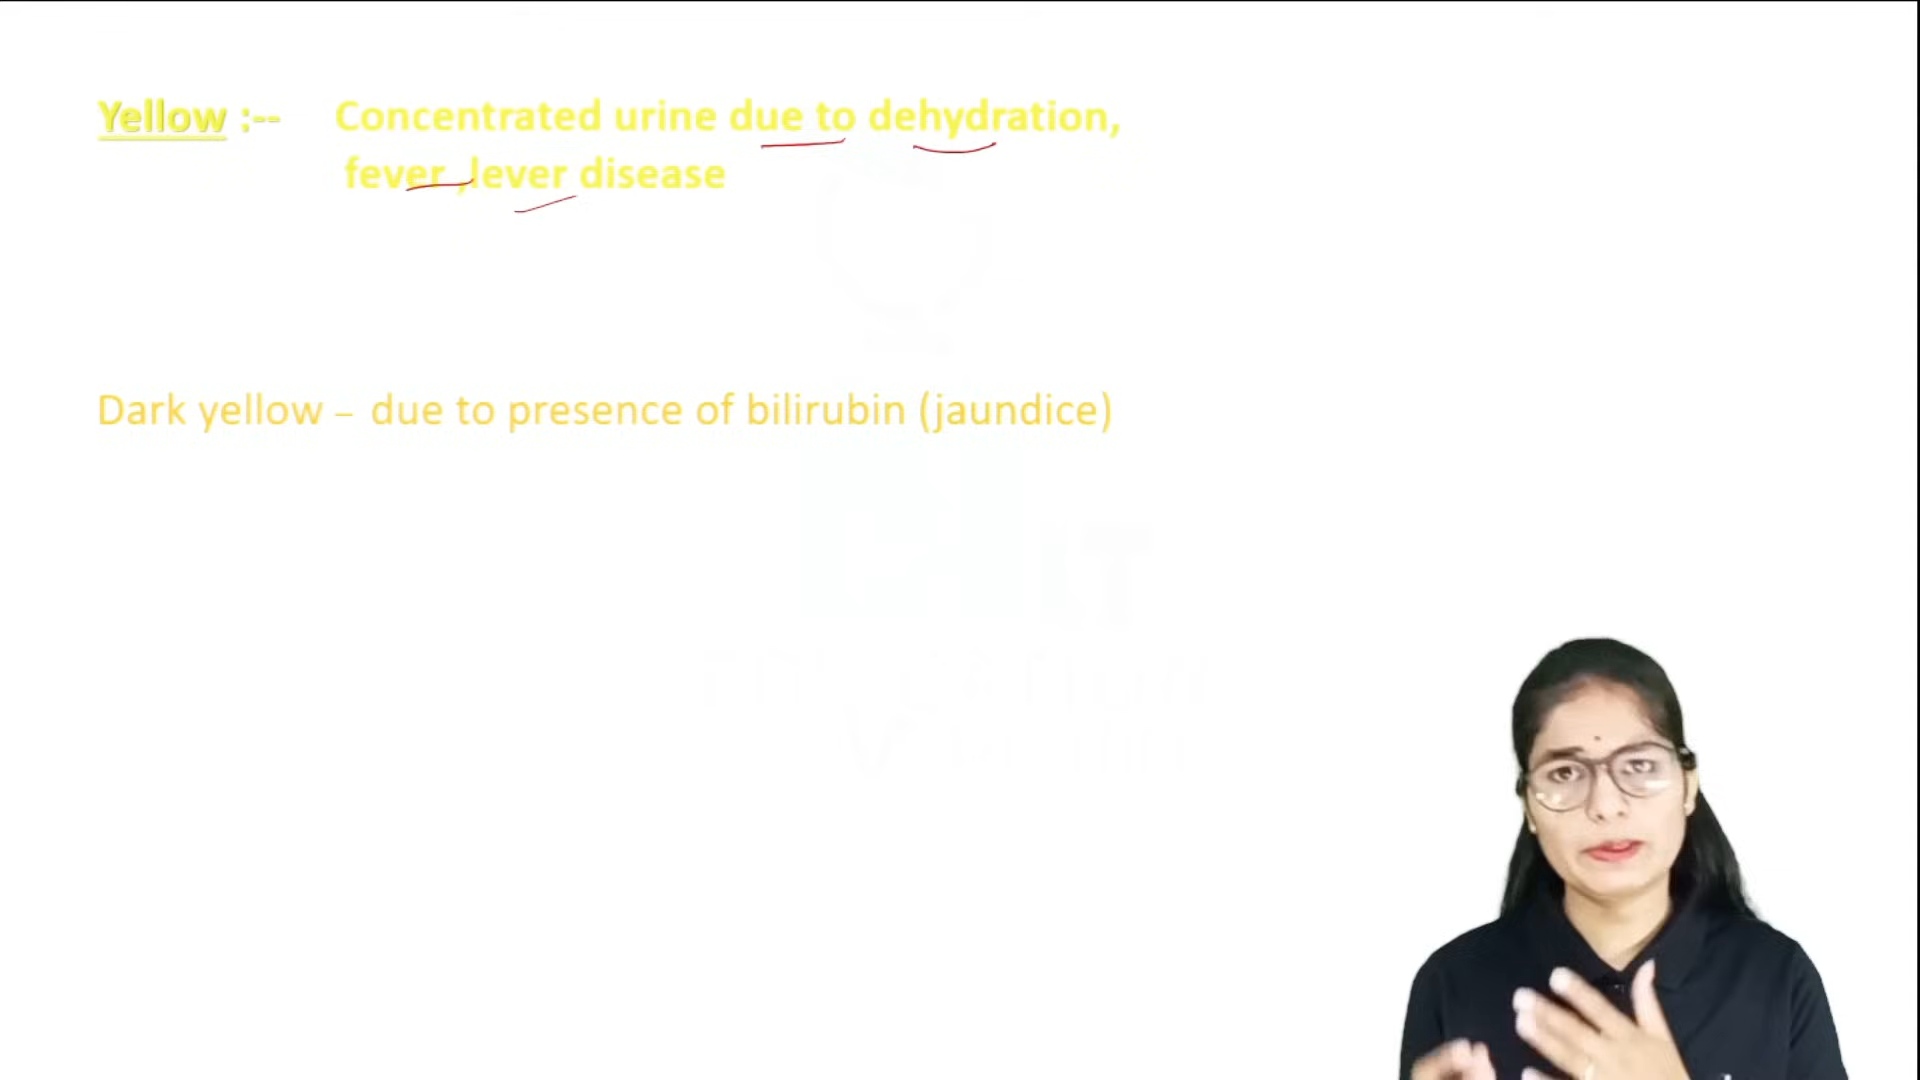 Yellow :-- Concentrated urine due to dehydration,
fever ,lever disease
Dark yellow – due to presence of bilirubin (jaundice)